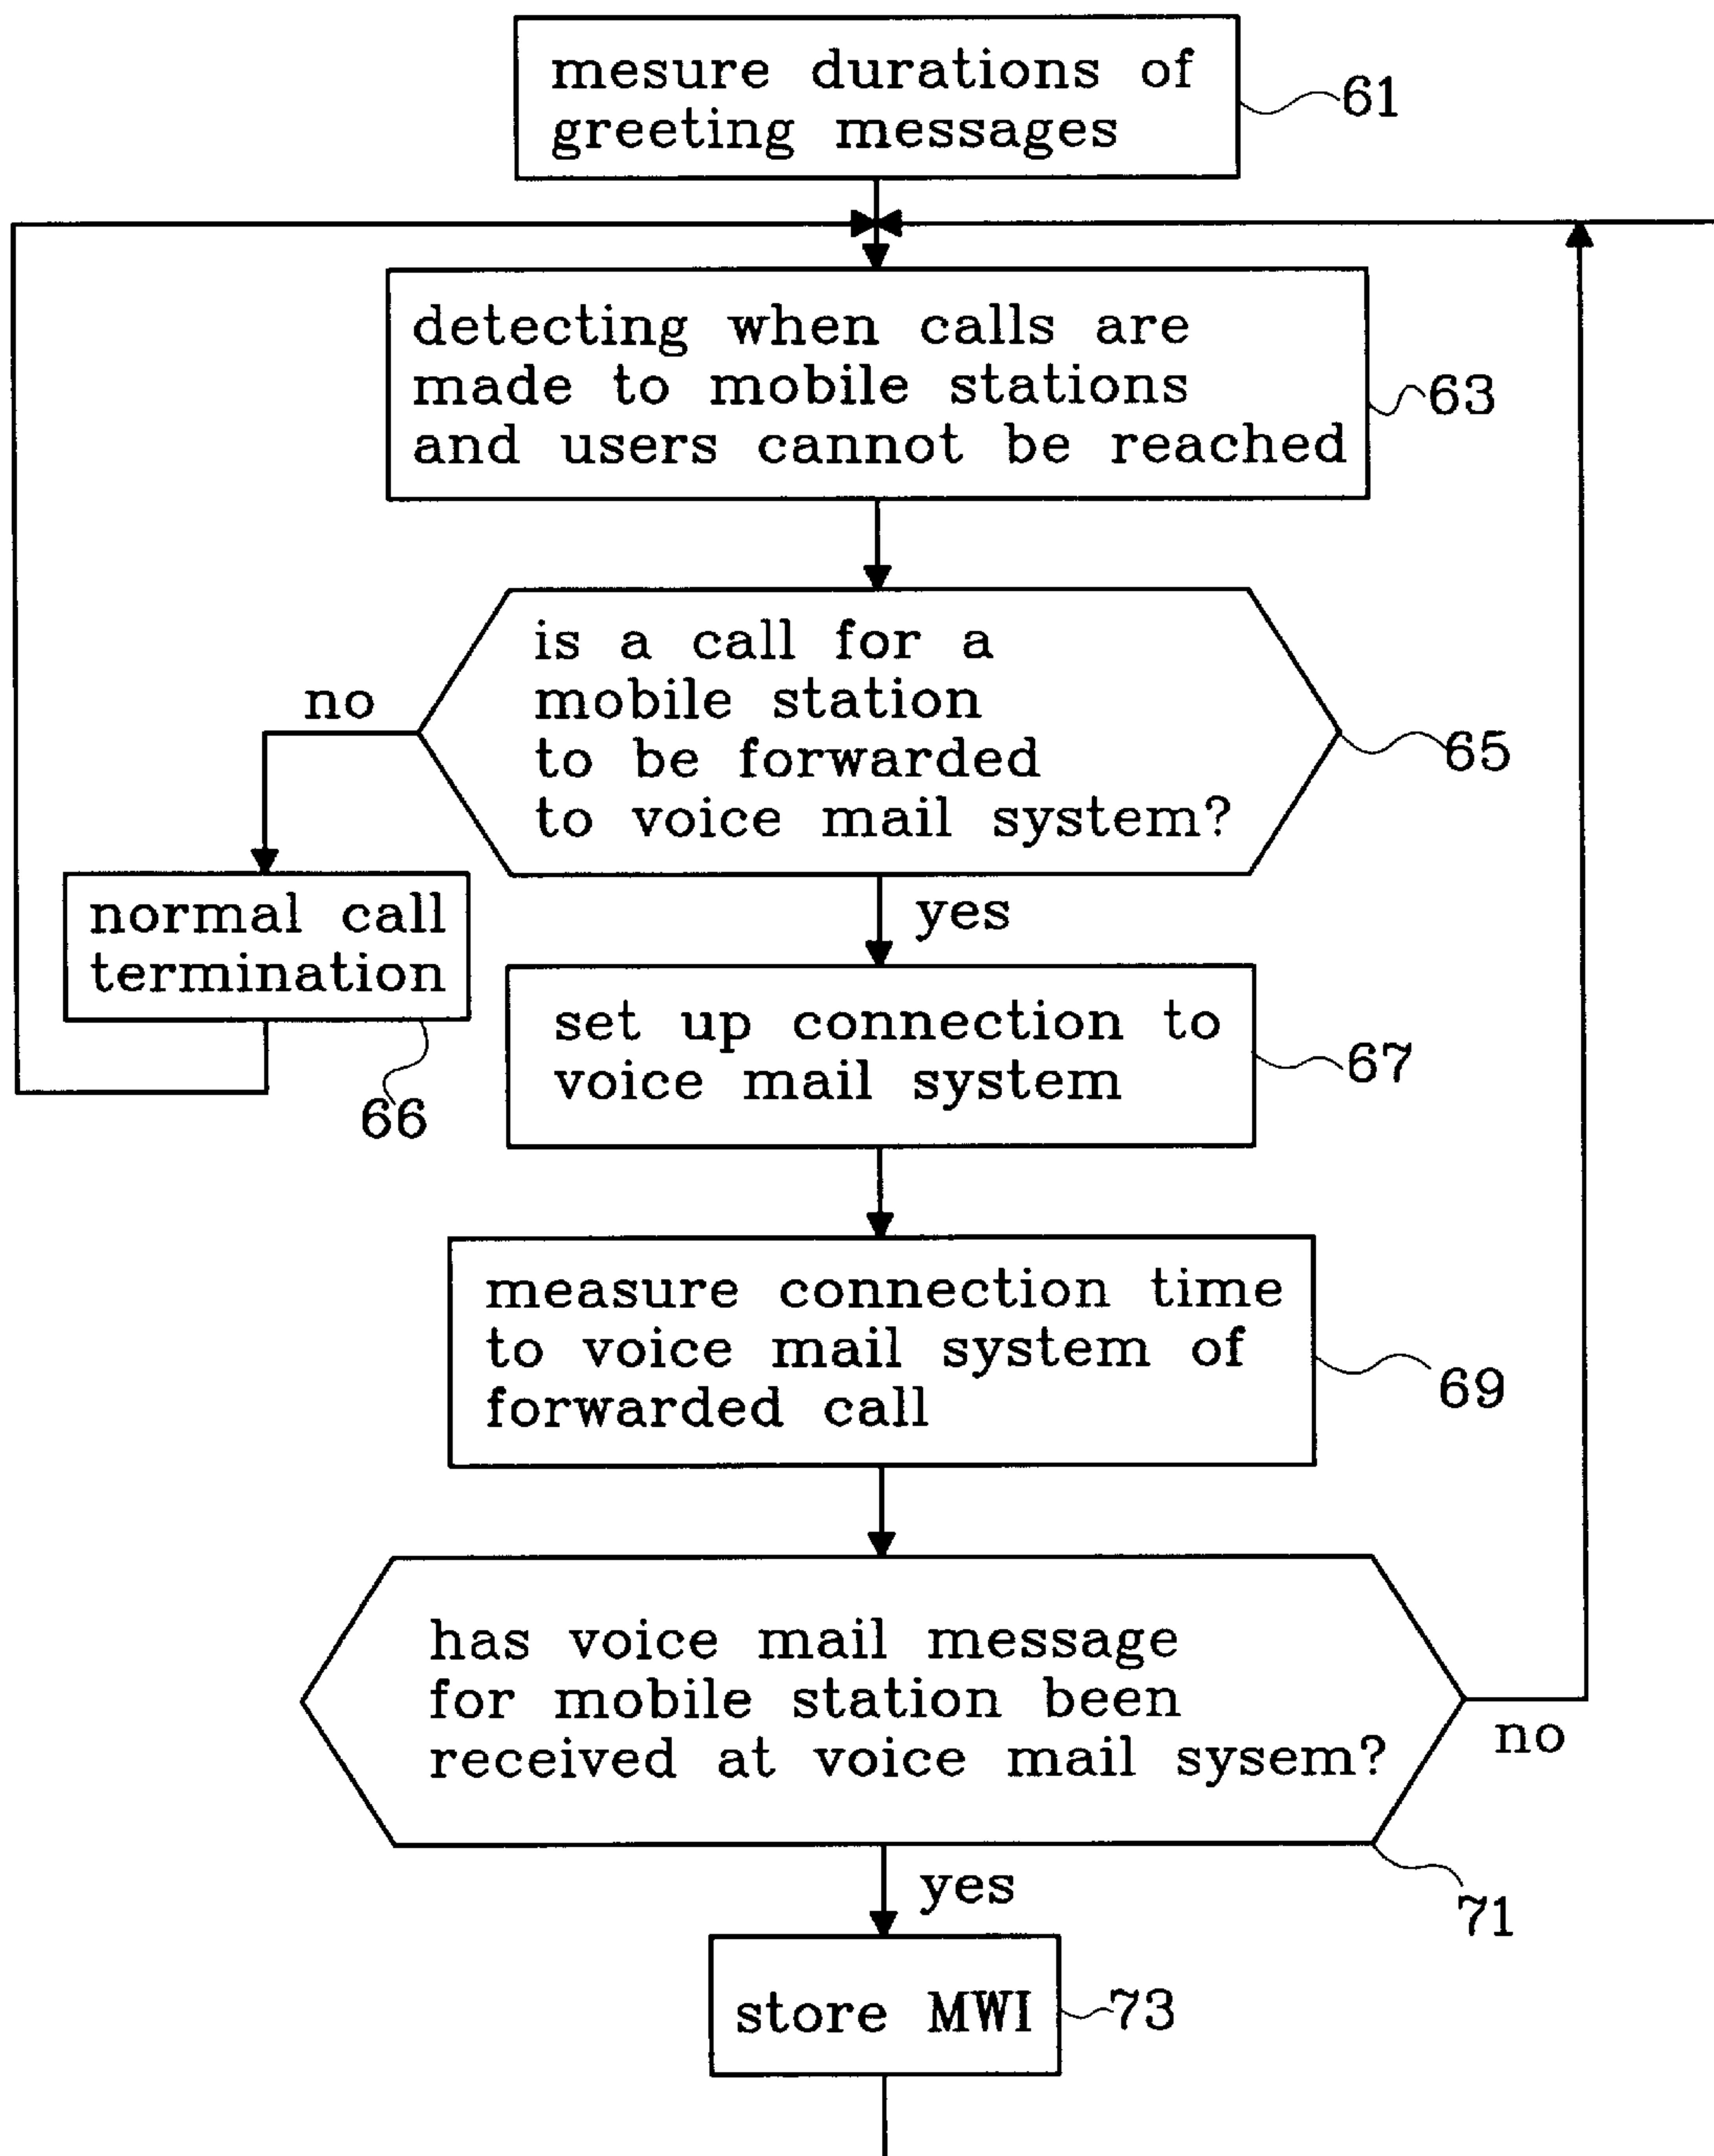 mesure durations of
greeting messages
61
detecting when calls are
made to mobile stations
and users cannot be reached
63
is a call for a
mobile station
to be forwarded
to voice mail system?
65
no
normal call
termination
66
yes
set up connection to
voice mail system
67
measure connection time
to voice mail system of
forwarded call
69
has voice mail message
for mobile station been
received at voice mail sysem?
no
71
yes
store MWI
73